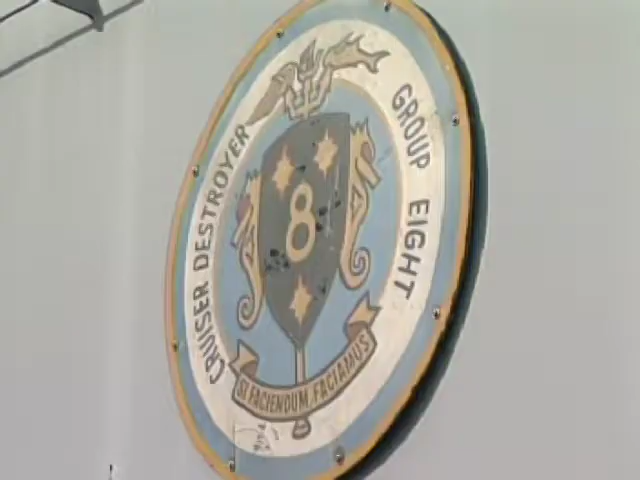 CRUISER DESTROYER GROUP EIGHT
8
SI FACIENDUM, FACIAMUS